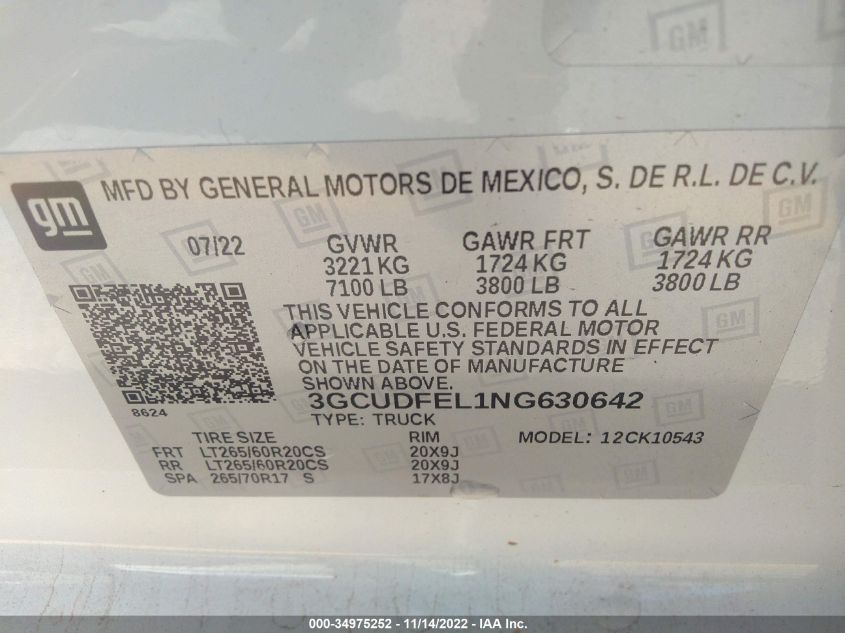 GM
gm
MFD BY GENERAL MOTORS DE MEXICO, S. DE R.L. DE C.V.
07/22
GVWR GAWR FRT GAWR RR
3221 KG 1724 KG 1724 KG
7100 LB 3800 LB 3800 LB
THIS VEHICLE CONFORMS TO ALL
APPLICABLE U.S. FEDERAL MOTOR
VEHICLE SAFETY STANDARDS IN EFFECT
ON THE DATE OF MANUFACTURE
SHOWN ABOVE.
8624
3GCUDFEL1NG630642
TYPE: TRUCK
TIRE SIZE RIM MODEL: 12CK10543
FRT LT265/60R20CS 20X9J
RR LT265/60R20CS 20X9J
SPA 265/70R17 S 17X8J
000-34975252 - 11/14/2022 - IAA Inc.